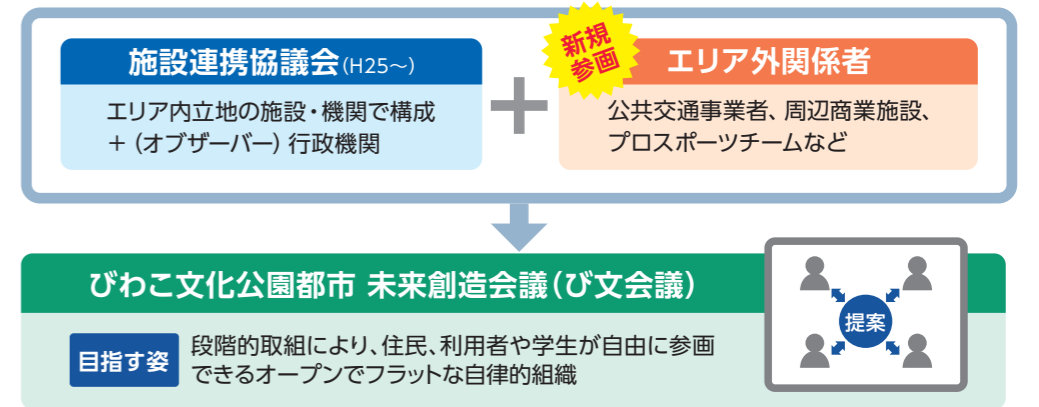 施設連携協議会(H25～)
エリア内立地の施設・機関で構成
＋（オブザーバー）行政機関
＋
新規
参画
エリア外関係者
公共交通事業者、周辺商業施設、
プロスポーツチームなど
びわこ文化公園都市 未来創造会議（び文会議）
目指す姿
段階的取組により、住民、利用者や学生が自由に参画
できるオープンでフラットな自律的組織
提案